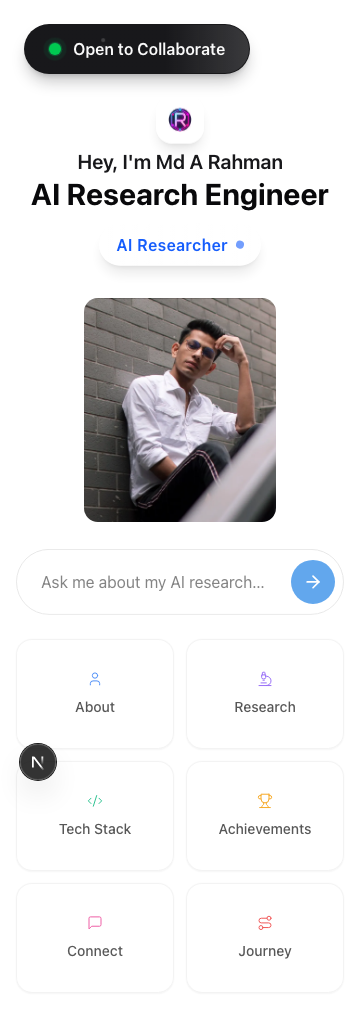 Open to Collaborate
R
Hey, I'm Md A Rahman
AI Research Engineer
AI Researcher
Ask me about my AI research...
About
Research
N
Tech Stack
Achievements
Connect
Journey